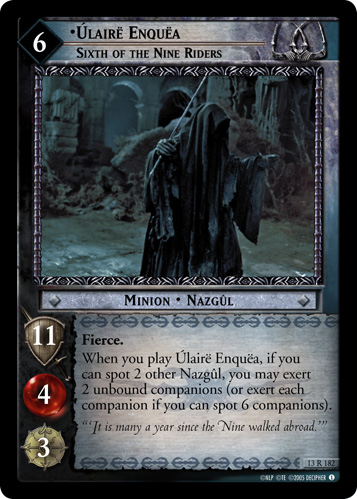 6
•Úlairë Enquëa
Sixth of the Nine Riders
Minion • Nazgûl
11
4
3
Fierce.
When you play Úlairë Enquëa, if you
can spot 2 other Nazgûl, you may exert
2 unbound companions (or exert each
companion if you can spot 6 companions).
“‘It is many a year since the Nine walked abroad.’”
13 R 182
©NLP ©TE ©2005 DECIPHER